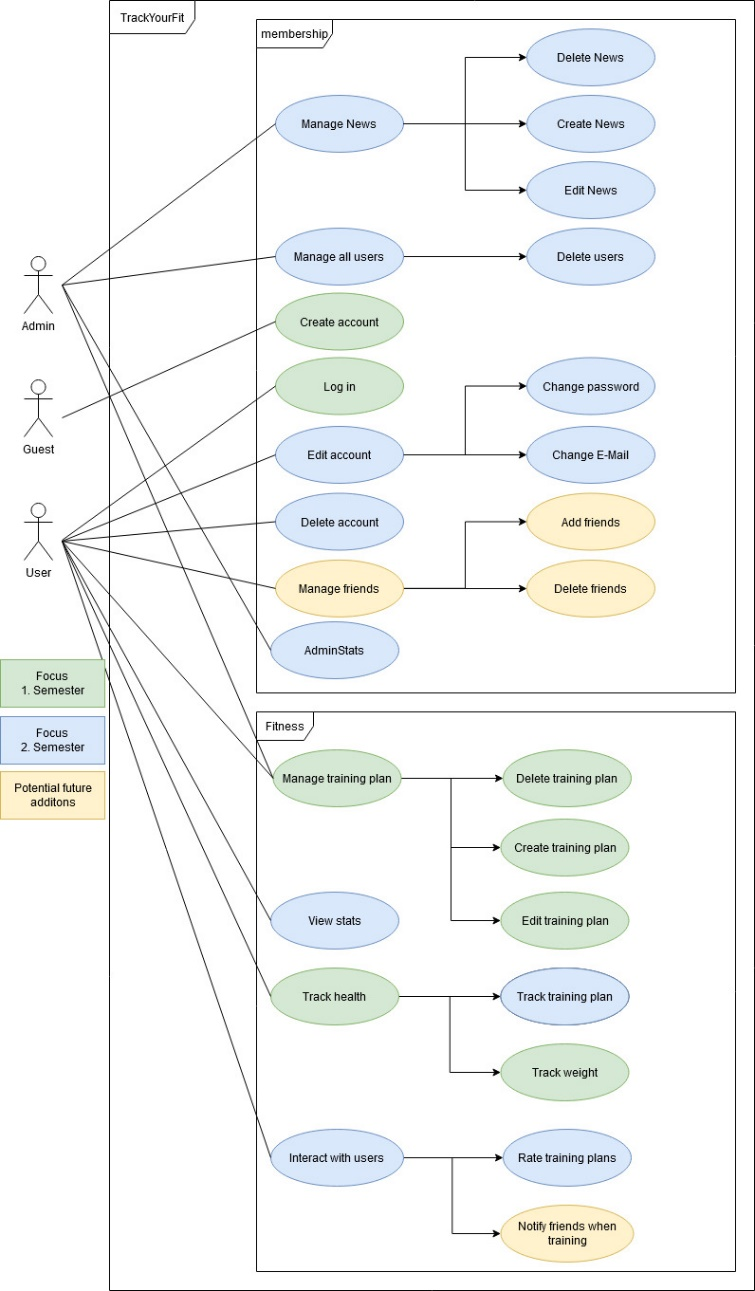 TrackYourFit
membership
Delete News
Manage News
Create News
Edit News
Manage all users
Delete users
Admin
Create account
Log in
Change password
Guest
Edit account
Change E-Mail
Delete account
Add friends
User
Manage friends
Delete friends
AdminStats
Focus
1. Semester
Focus
2. Semester
Potential future
additons
Fitness
Manage training plan
Delete training plan
Create training plan
View stats
Edit training plan
Track health
Track training plan
Track weight
Interact with users
Rate training plans
Notify friends when
training